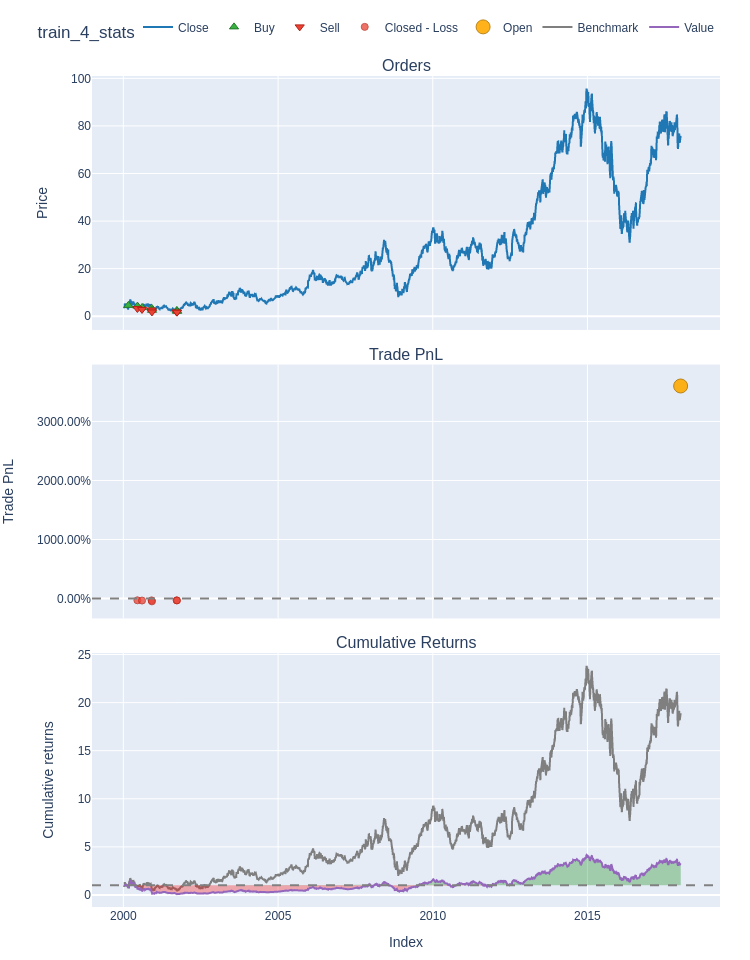 train_4_stats
Close Buy Sell Closed - Loss Open Benchmark Value
Orders
100
80
60
40
20
0
Price
Trade PnL
3000.00%
2000.00%
1000.00%
0.00%
Trade PnL
Cumulative Returns
25
20
15
10
5
0
Cumulative returns
2000 2005 2010 2015
Index